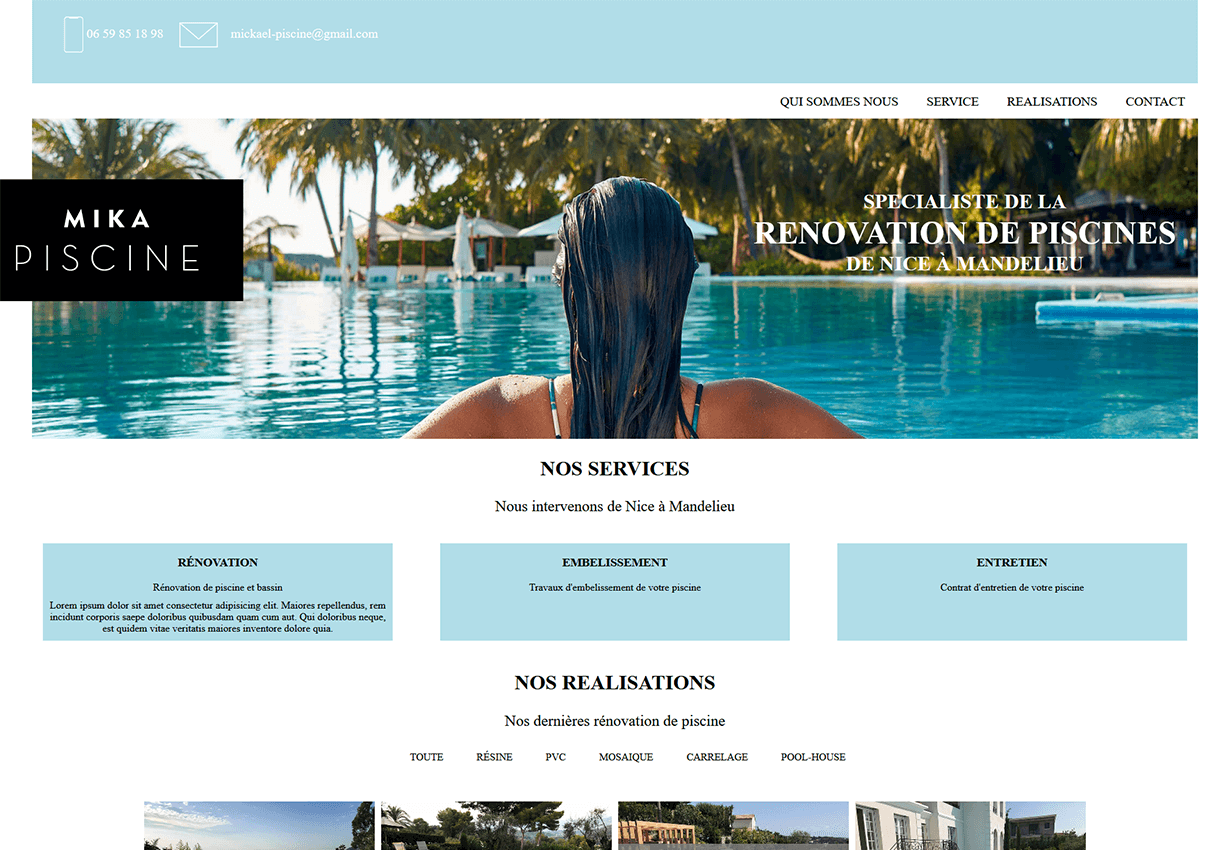 06 59 85 18 98 mickael-piscine@gmail.com
QUI SOMMES NOUS SERVICE REALISATIONS CONTACT
MIKA
PISCINE
SPECIALISTE DE LA
RENOVATION DE PISCINES
DE NICE À MANDELIEU
NOS SERVICES
Nous intervenons de Nice à Mandelieu
RÉNOVATION
Rénovation de piscine et bassin
Lorem ipsum dolor sit amet consectetur adipisicing elit. Maiores repellendus, rem
incidunt corporis saepe doloribus quibusdam quam cum aut. Qui doloribus neque,
est quidem vitae veritatis maiores inventore dolore quia.
EMBELISSEMENT
Travaux d'embelissement de votre piscine
ENTRETIEN
Contrat d'entretien de votre piscine
NOS REALISATIONS
Nos dernières rénovation de piscine
TOUTE RÉSINE PVC MOSAIQUE CARRELAGE POOL-HOUSE